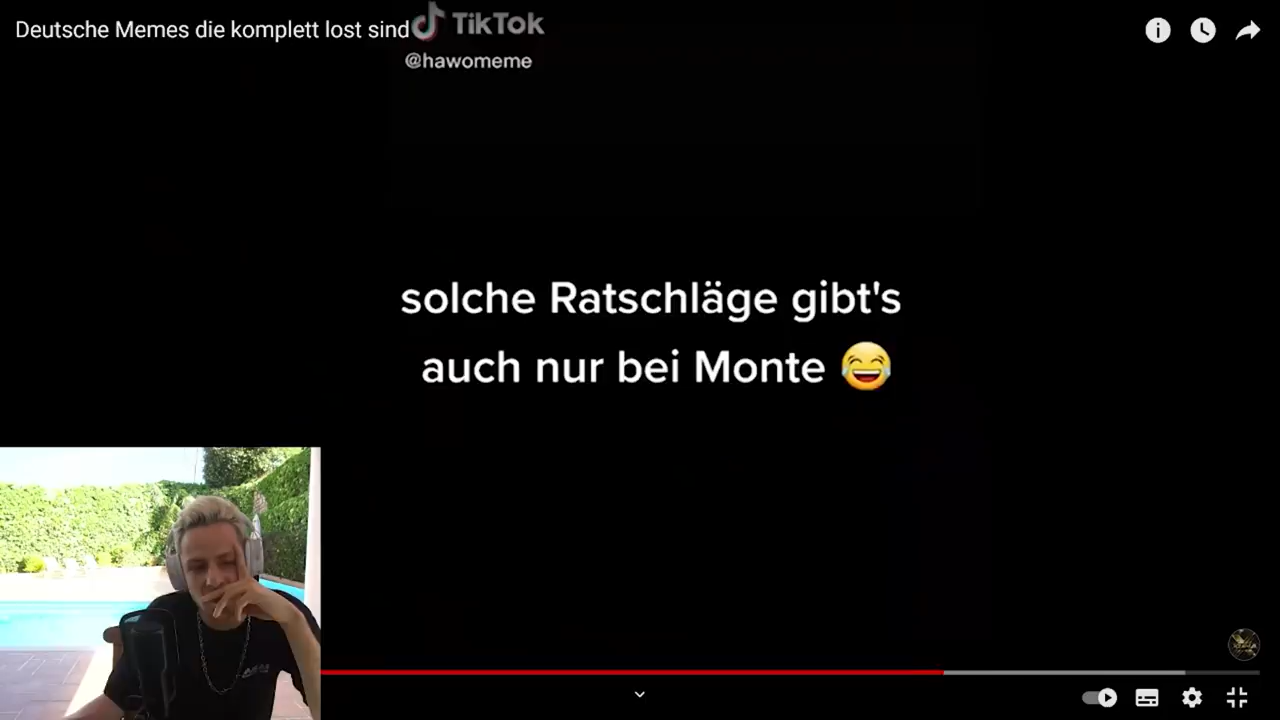 Deutsche Memes die komplett lost sind
TikTok
@hawomeme
solche Ratschläge gibt's
auch nur bei Monte 😂